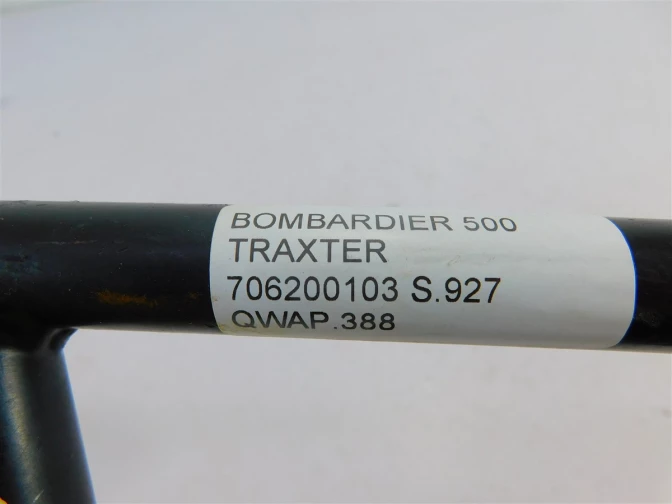 BOMBARDIER 500
TRAXTER
706200103 S.927
QWAP.388